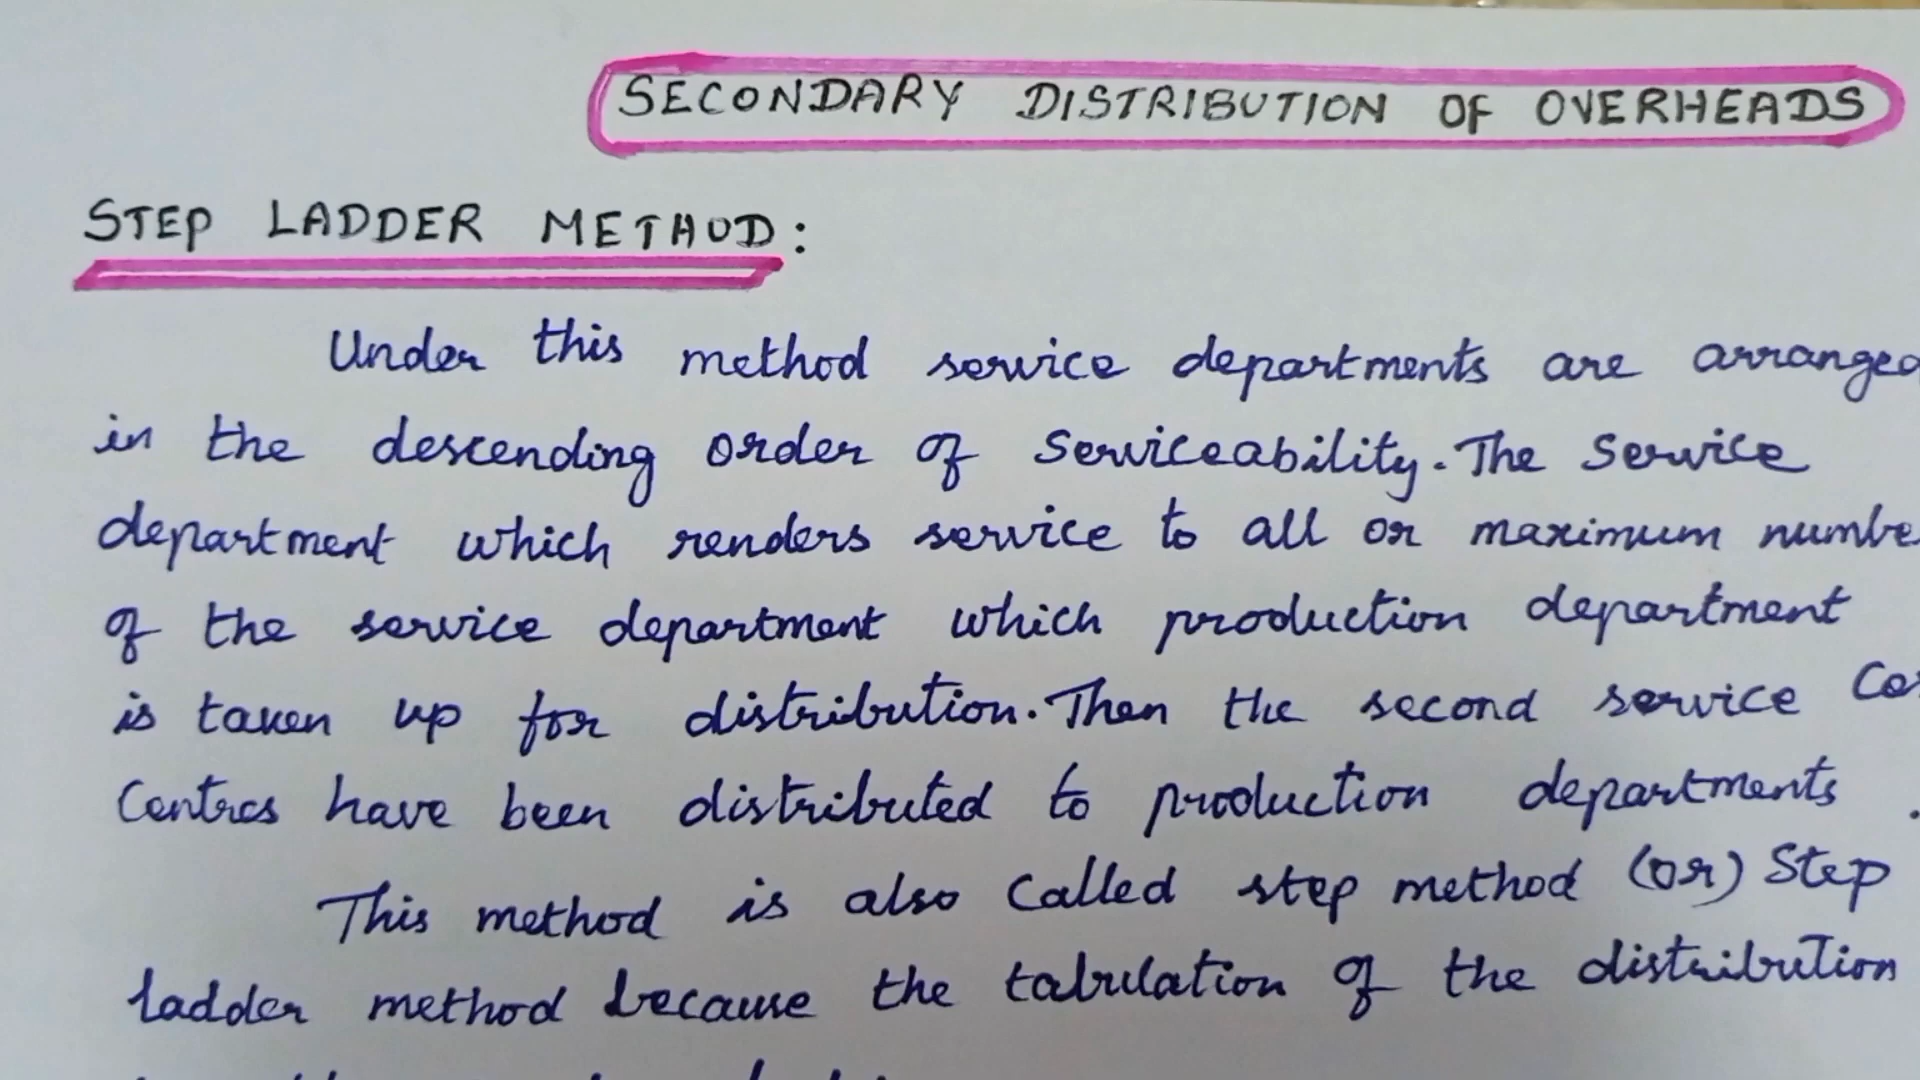 SECONDARY DISTRIBUTION OF OVERHEADS
STEP LADDER METHOD:
Under this method service departments are arranged
in the descending order of Serviceability. The Service
department which renders service to all or maximum numbe
of the service department which production department
is taken up for distribution. Then the second service
Centres have been distributed to production departments .
This method is also Called step method (or) Step
ladder method because the tabulation of the distribution